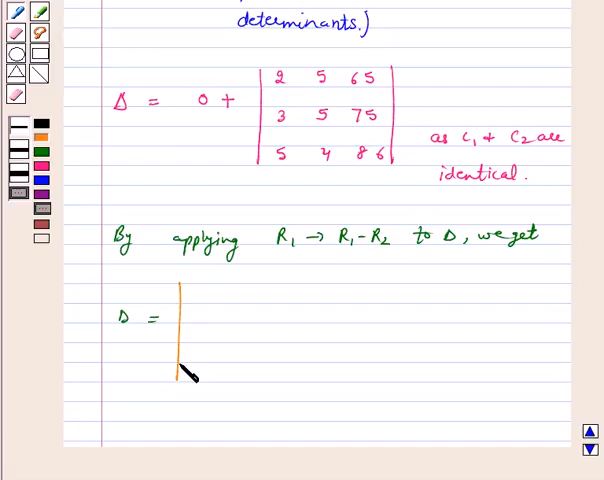 determinants.)
Δ = 0 + | 2 5 65 |
| 3 5 75 |
| 5 4 86 |
as C₁ & C₂ are
identical.
By applying R₁ → R₁ - R₂ to Δ, we get
Δ = |